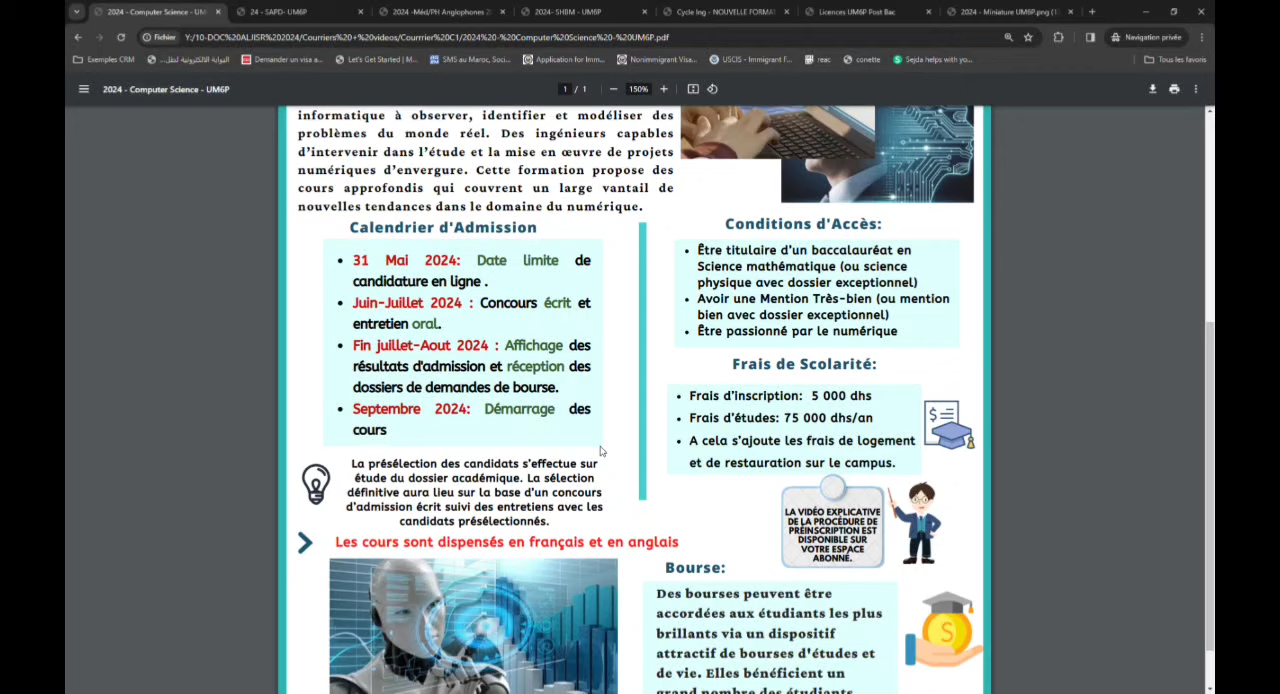 2024 - Computer Science - UM6P
24 - SAPD- UM6P
2024 -Méd/PH Anglophones 2
2024- SHBM - UM6P
Cycle Ing - NOUVELLE FORMAT
Licences UM6P Post Bac
2024 - Miniature UM6P.png (1
Fichier
Y:/10-DOC%20ALJISR%202024/Courriers%20+%20videos/Courrrier%20C1/2024%20-%20Computer%20Science%20-%20UM6P.pdf
Navigation privée
Exemples CRM
البوابة الالكترونية لنقل...
Demander un visa a...
Let's Get Started | M...
SMS au Maroc, Soci...
Application for Imm...
Nonimmigrant Visa...
USCIS - Immigrant F...
reac
conette
Sejda helps with yo...
Tous les favoris
2024 - Computer Science - UM6P
1 / 1
150%
informatique à observer, identifier et modéliser des
problèmes du monde réel. Des ingénieurs capables
d'intervenir dans l'étude et la mise en œuvre de projets
numériques d'envergure. Cette formation propose des
cours approfondis qui couvrent un large vantail de
nouvelles tendances dans le domaine du numérique.
Calendrier d'Admission
31 Mai 2024: Date limite de
candidature en ligne .
Juin-Juillet 2024 : Concours écrit et
entretien oral.
Fin juillet-Aout 2024 : Affichage des
résultats d'admission et réception des
dossiers de demandes de bourse.
Septembre 2024: Démarrage des
cours
La présélection des candidats s'effectue sur
étude du dossier académique. La sélection
définitive aura lieu sur la base d'un concours
d'admission écrit suivi des entretiens avec les
candidats présélectionnés.
Les cours sont dispensés en français et en anglais
Conditions d'Accès:
Être titulaire d'un baccalauréat en
Science mathématique (ou science
physique avec dossier exceptionnel)
Avoir une Mention Très-bien (ou mention
bien avec dossier exceptionnel)
Être passionné par le numérique
Frais de Scolarité:
Frais d'inscription: 5 000 dhs
Frais d'études: 75 000 dhs/an
A cela s'ajoute les frais de logement
et de restauration sur le campus.
LA VIDÉO EXPLICATIVE
DE LA PROCÉDURE DE
PRÉINSCRIPTION EST
DISPONIBLE SUR
VOTRE ESPACE
ABONNÉ.
Bourse:
Des bourses peuvent être
accordées aux étudiants les plus
brillants via un dispositif
attractif de bourses d'études et
de vie. Elles bénéficient un
grand nombre des étudiants